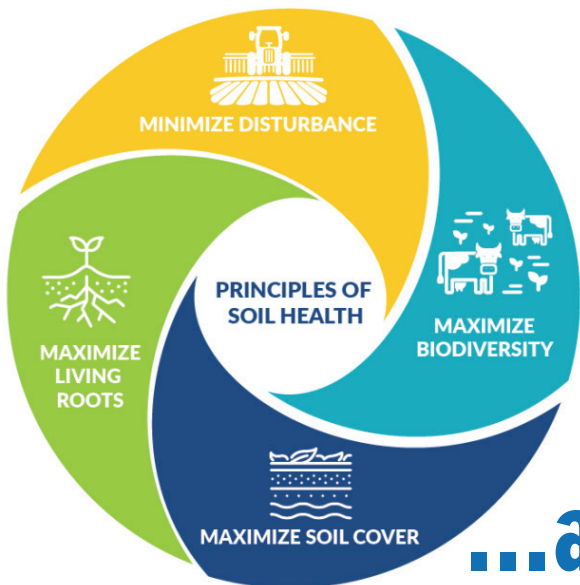 MINIMIZE DISTURBANCE
PRINCIPLES OF
SOIL HEALTH
MAXIMIZE
BIODIVERSITY
MAXIMIZE
LIVING
ROOTS
MAXIMIZE SOIL COVER
...a